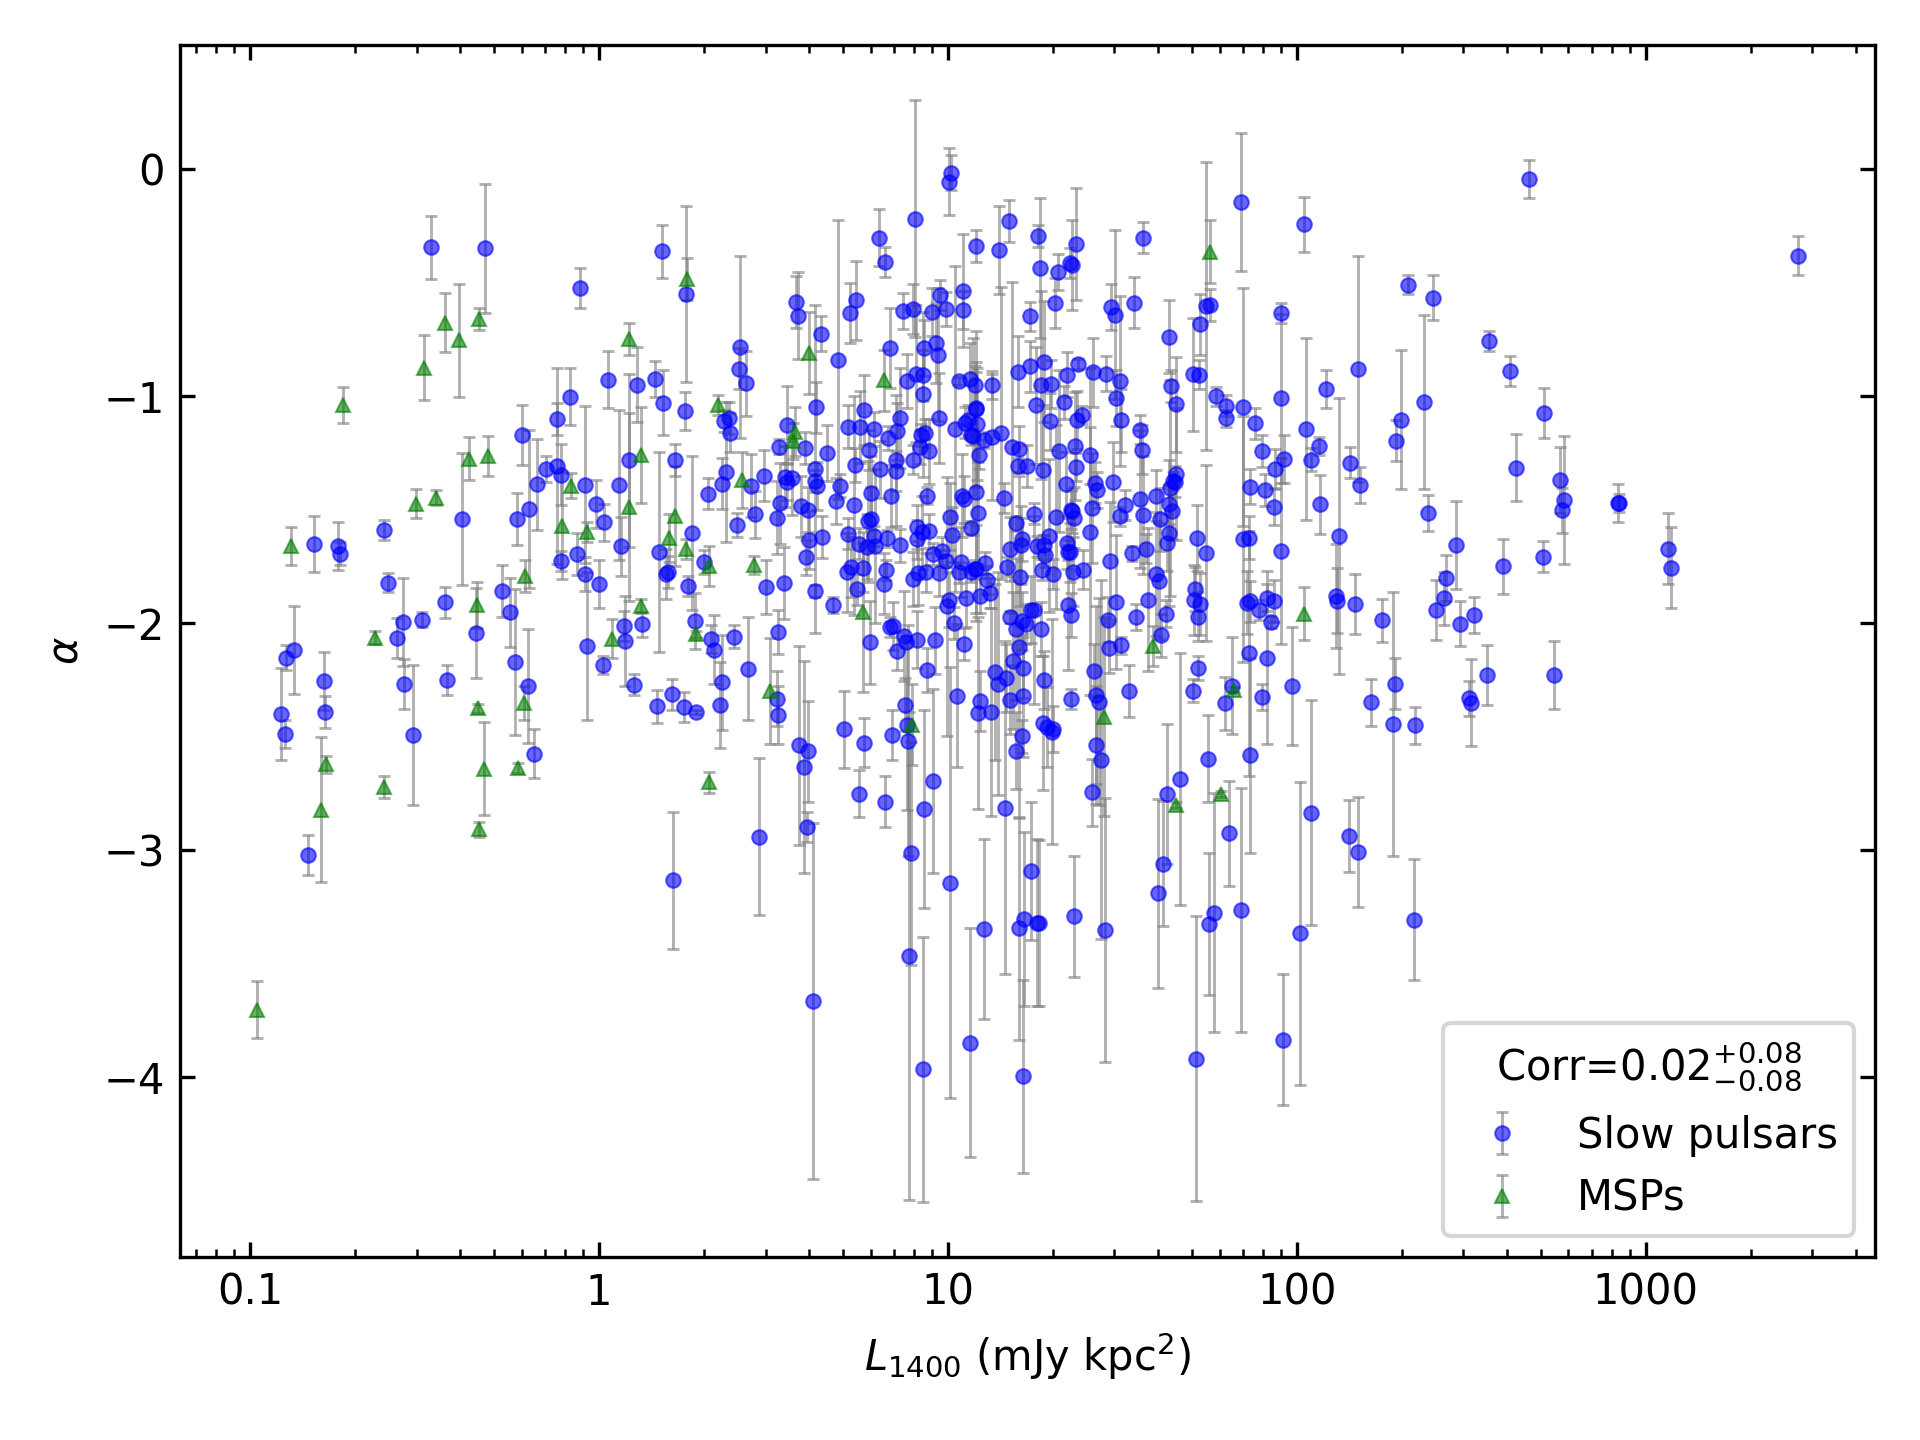 0
−1
−2
−3
−4
α
0.1 1 10 100 1000
L₁₄₀₀ (mJy kpc²)
Corr=0.02 +0.08 −0.08
Slow pulsars
MSPs